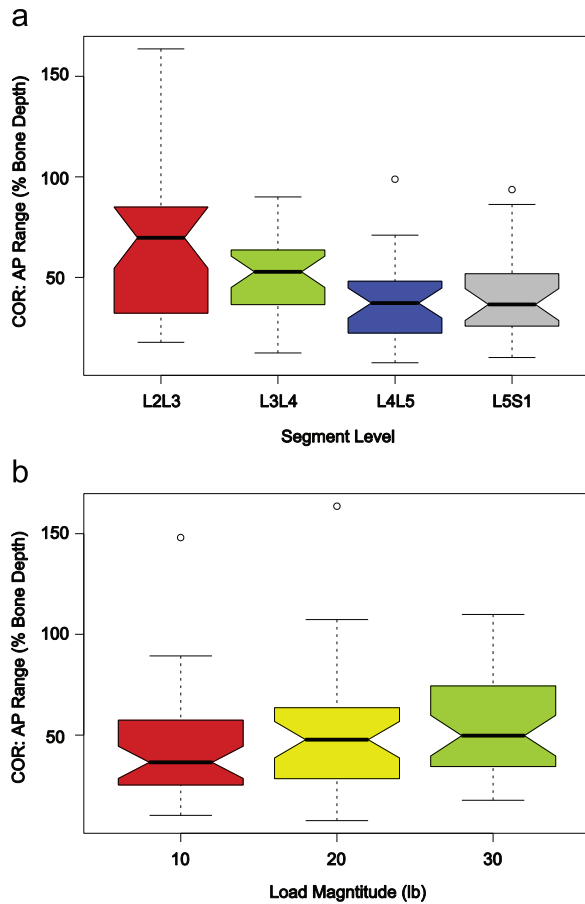 a
COR: AP Range (% Bone Depth)
150
100
50
L2L3 L3L4 L4L5 L5S1
Segment Level
b
COR: AP Range (% Bone Depth)
150
100
50
10 20 30
Load Magntitude (lb)